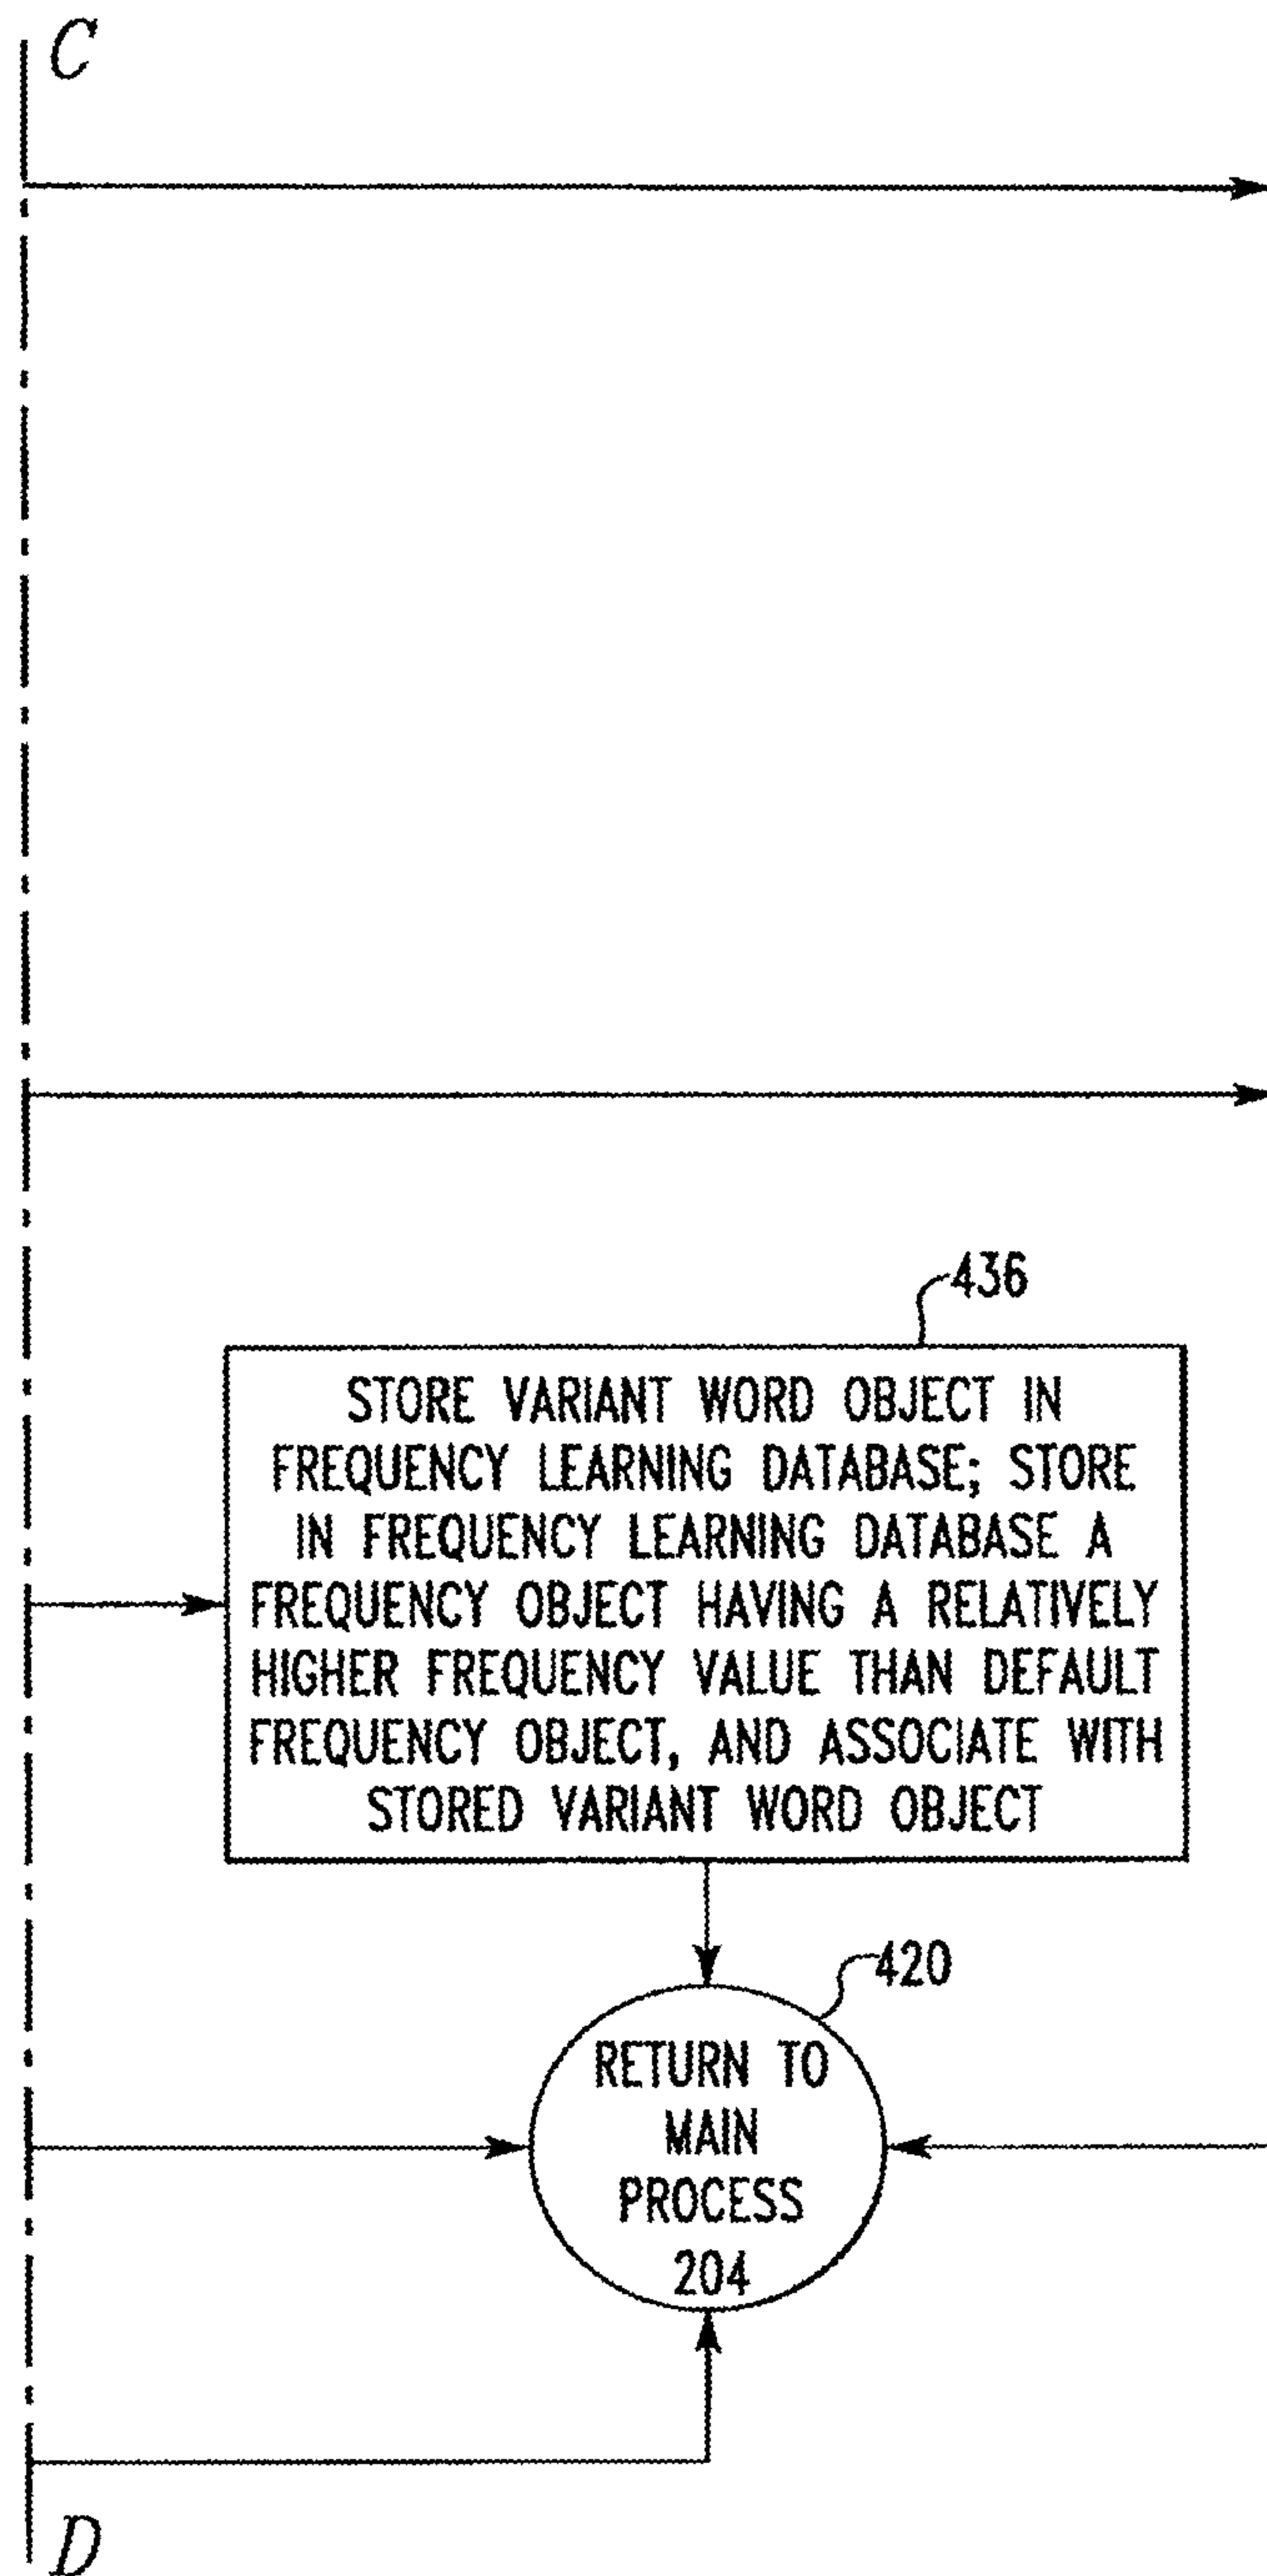 C
436
STORE VARIANT WORD OBJECT IN
FREQUENCY LEARNING DATABASE; STORE
IN FREQUENCY LEARNING DATABASE A
FREQUENCY OBJECT HAVING A RELATIVELY
HIGHER FREQUENCY VALUE THAN DEFAULT
FREQUENCY OBJECT, AND ASSOCIATE WITH
STORED VARIANT WORD OBJECT
420
RETURN TO
MAIN
PROCESS
204
D